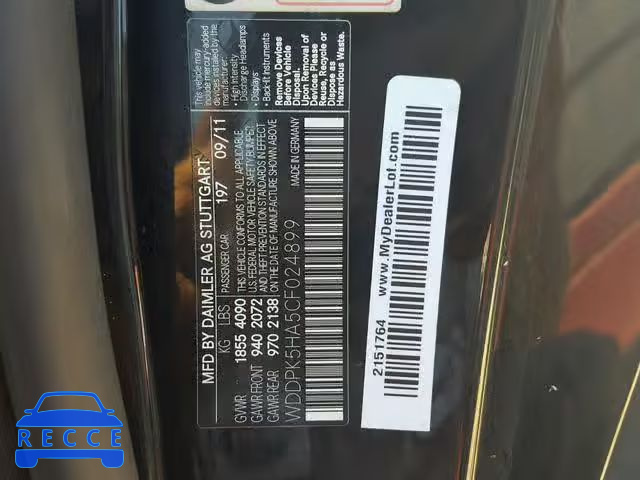 MFD BY DAIMLER AG STUTTGART
KG LBS PASSENGER CAR 197 09/11
GVWR 1855 4090
GAWR FRONT 940 2072
GAWR REAR 970 2138
THIS VEHICLE CONFORMS TO ALL APPLICABLE
U.S. FEDERAL MOTOR VEHICLE SAFETY, BUMPER,
AND THEFT PREVENTION STANDARDS IN EFFECT
ON THE DATE OF MANUFACTURE SHOWN ABOVE
WDDPK5HA5CF024899
MADE IN GERMANY
This vehicle may
include mercury-added
devices installed by the
manufacturer:
• High Intensity
Discharge Headlamps
• Displays
• Back-lit Instruments
Remove Devices
Before Vehicle
Disposal.
Upon Removal of
Devices Please
Reuse, Recycle or
Dispose as
Hazardous Waste.
2151764
www.MyDealerLot.com
RECCE